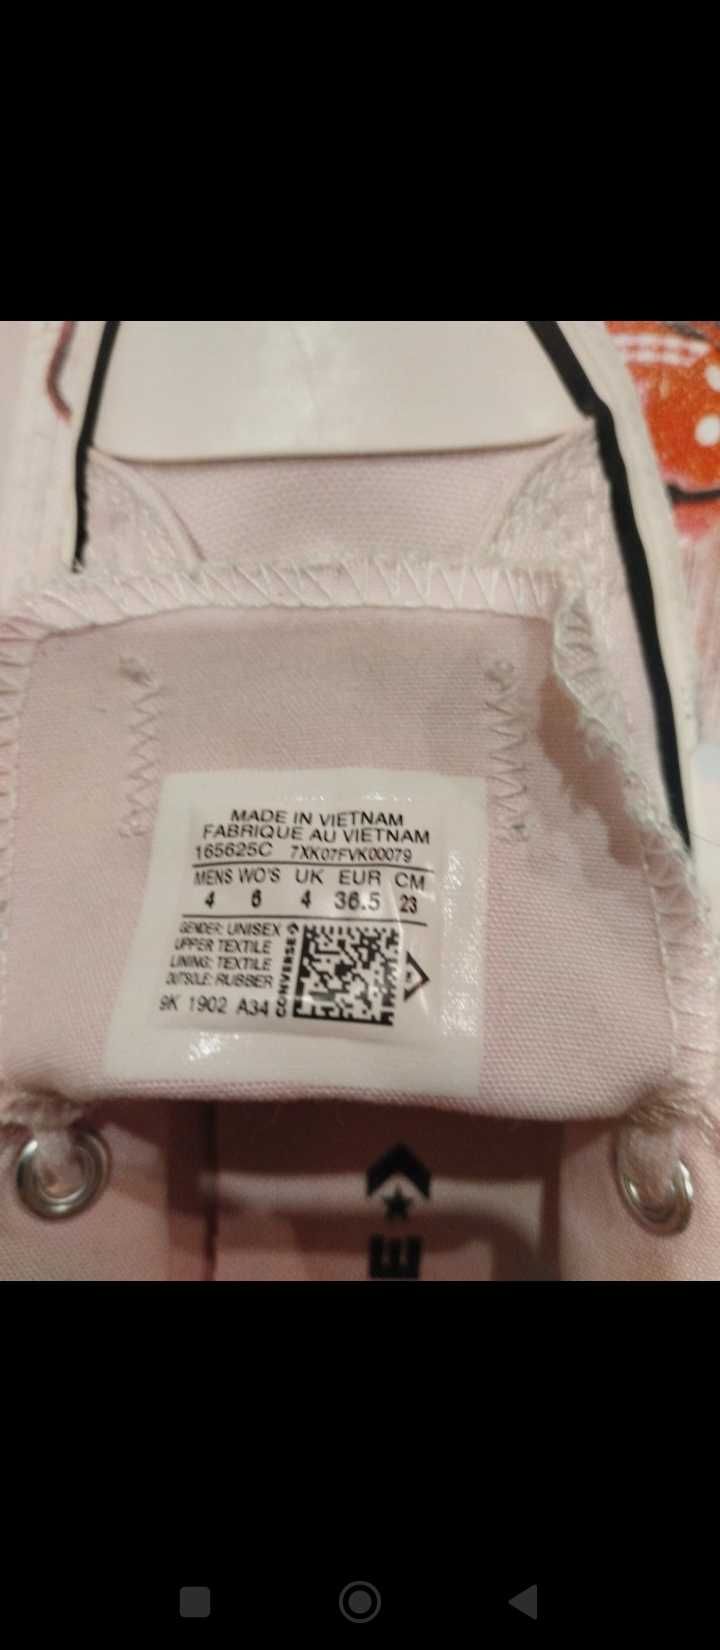 MADE IN VIETNAM
FABRIQUE AU VIETNAM
165625C 7XK07FVK00079
MENS WO'S UK EUR CM
4 6 4 36.5 23
GENDER: UNISEX
UPPER TEXTILE
LINING: TEXTILE
OUTSOLE: RUBBER
9K 1902 A34
CONVERSE
E